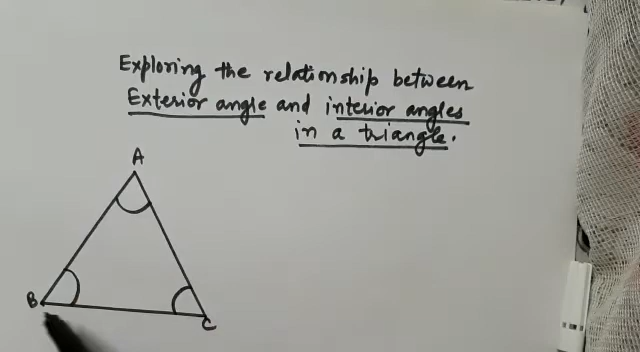 Exploring the relationship between
Exterior angle and interior angles
in a triangle.
A
B
C